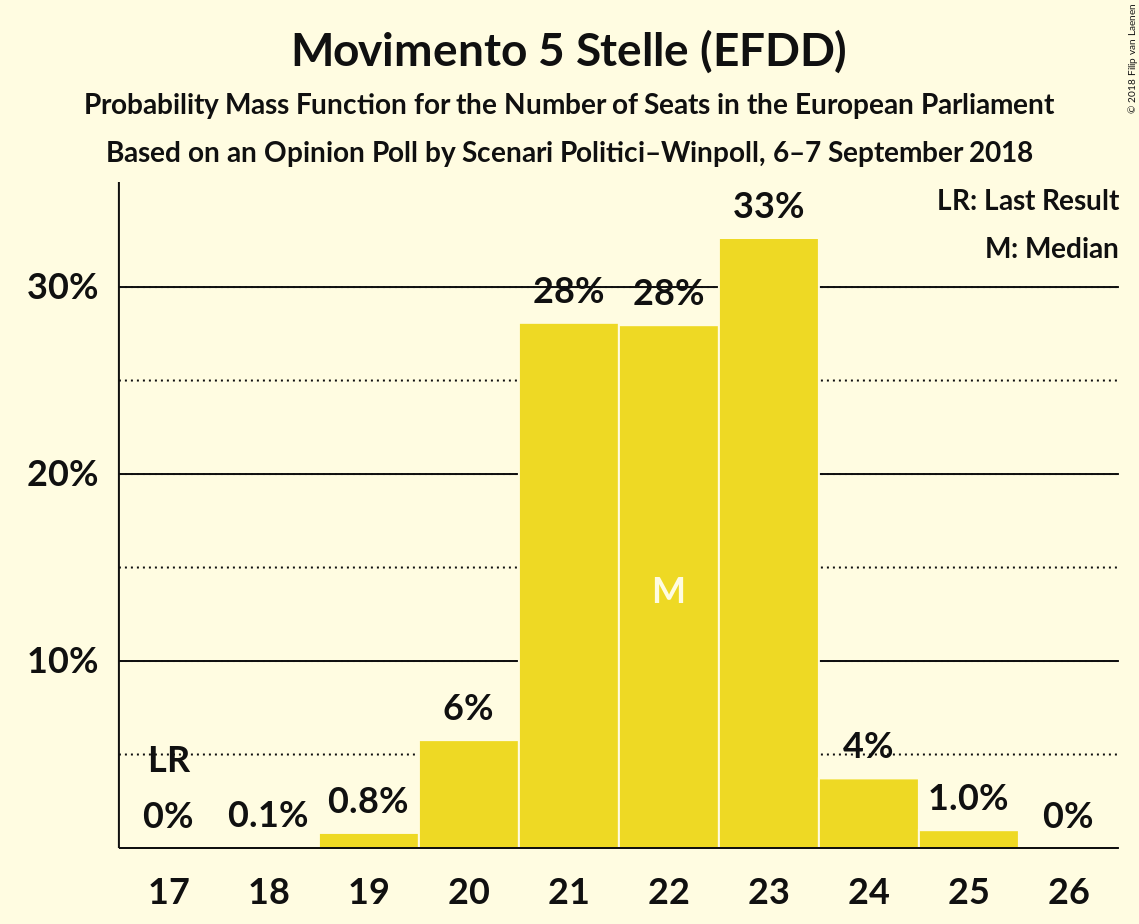 Movimento 5 Stelle (EFDD)
Probability Mass Function for the Number of Seats in the European Parliament
Based on an Opinion Poll by Scenari Politici–Winpoll, 6–7 September 2018
© 2018 Filip van Laenen
LR: Last Result
M: Median
33%
30%
28%
28%
20%
M
10%
6%
LR
4%
0%
0.1%
0.8%
1.0%
0%
17 18 19 20 21 22 23 24 25 26